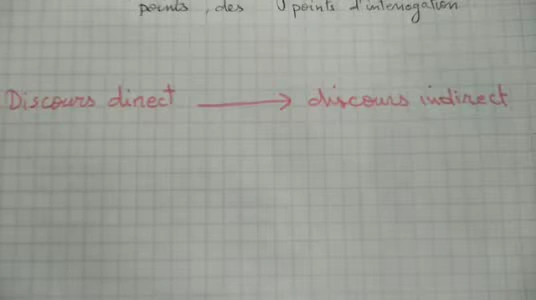 points, des points d'interrogation
Discours direct → discours indirect